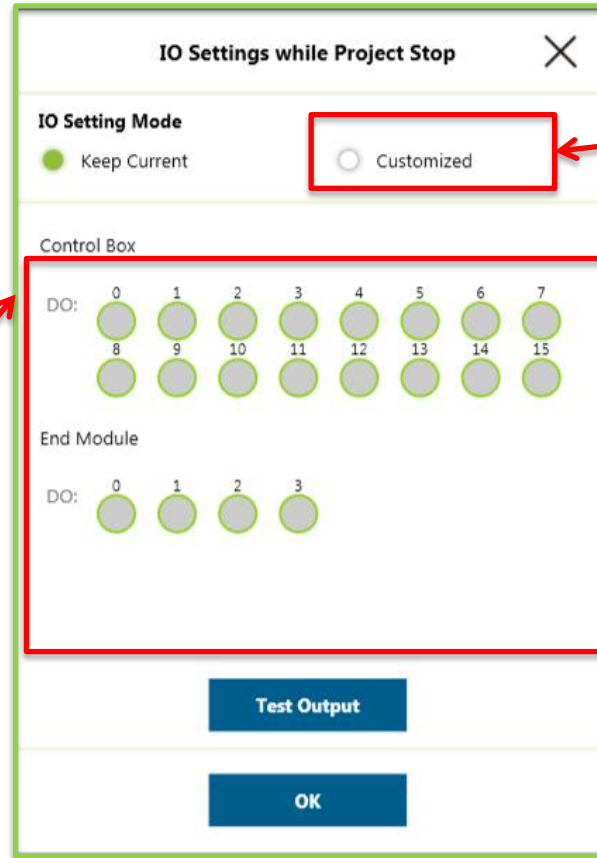 IO Settings while Project Stop
IO Setting Mode
Keep Current
Customized
Control Box
DO: 0 1 2 3 4 5 6 7
8 9 10 11 12 13 14 15
End Module
DO: 0 1 2 3
Test Output
OK